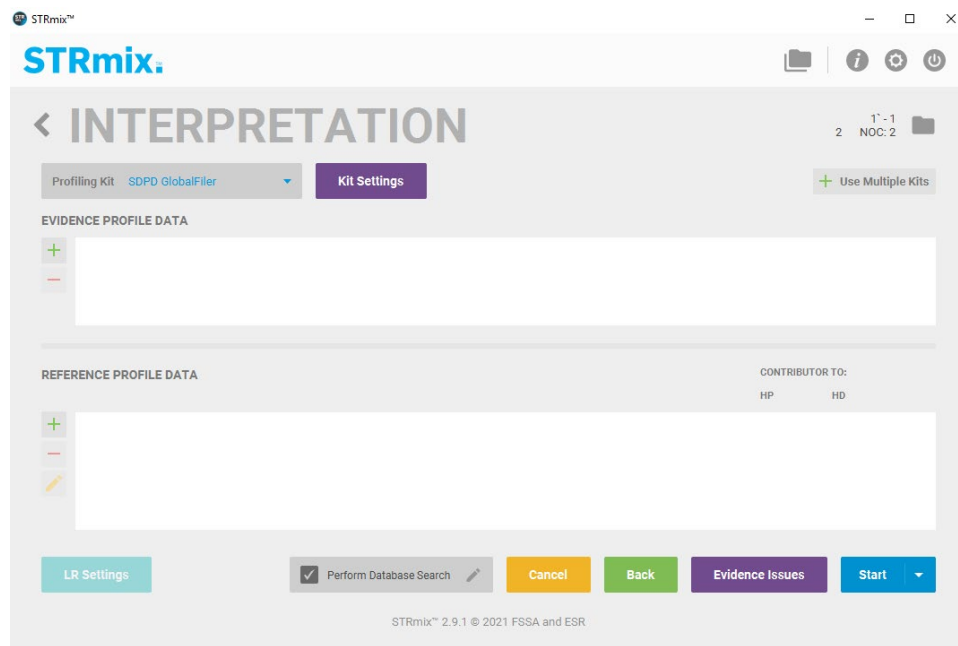 STRmix™
STRmix™
INTERPRETATION
1` - 1
2 NOC: 2
Profiling Kit SDPD GlobalFiler
Kit Settings
+ Use Multiple Kits
EVIDENCE PROFILE DATA
REFERENCE PROFILE DATA
CONTRIBUTOR TO:
HP HD
LR Settings
Perform Database Search
Cancel
Back
Evidence Issues
Start
STRmix™ 2.9.1 © 2021 FSSA and ESR